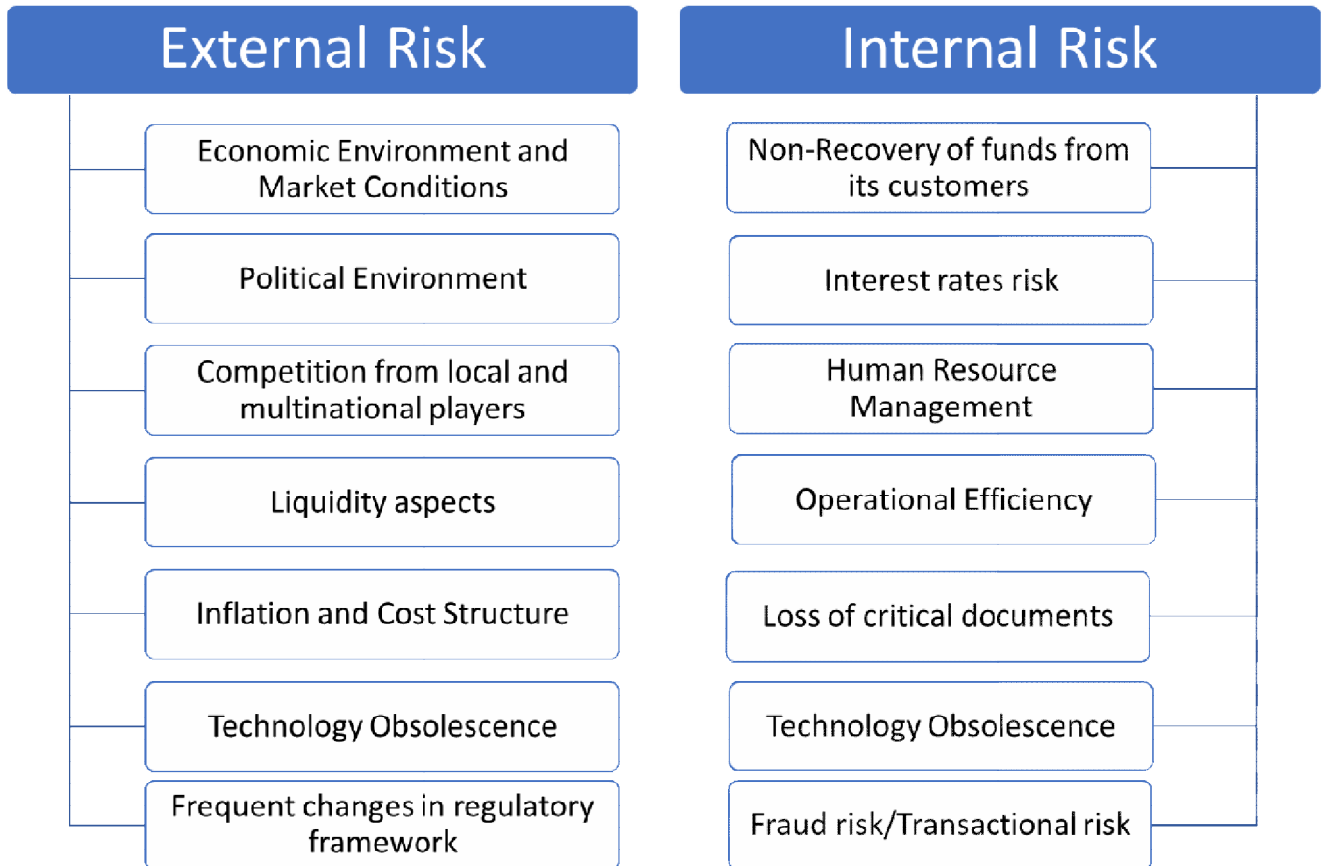 External Risk
Economic Environment and
Market Conditions
Political Environment
Competition from local and
multinational players
Liquidity aspects
Inflation and Cost Structure
Technology Obsolescence
Frequent changes in regulatory
framework
Internal Risk
Non-Recovery of funds from
its customers
Interest rates risk
Human Resource
Management
Operational Efficiency
Loss of critical documents
Technology Obsolescence
Fraud risk/Transactional risk